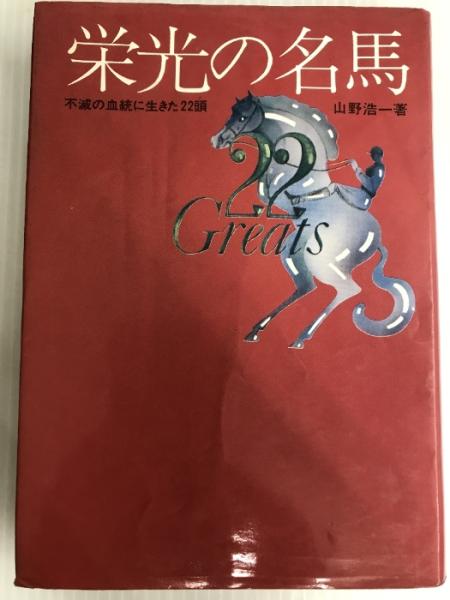 栄光の名馬
不滅の血統に生きた22頭
山野浩一著
22
Greats